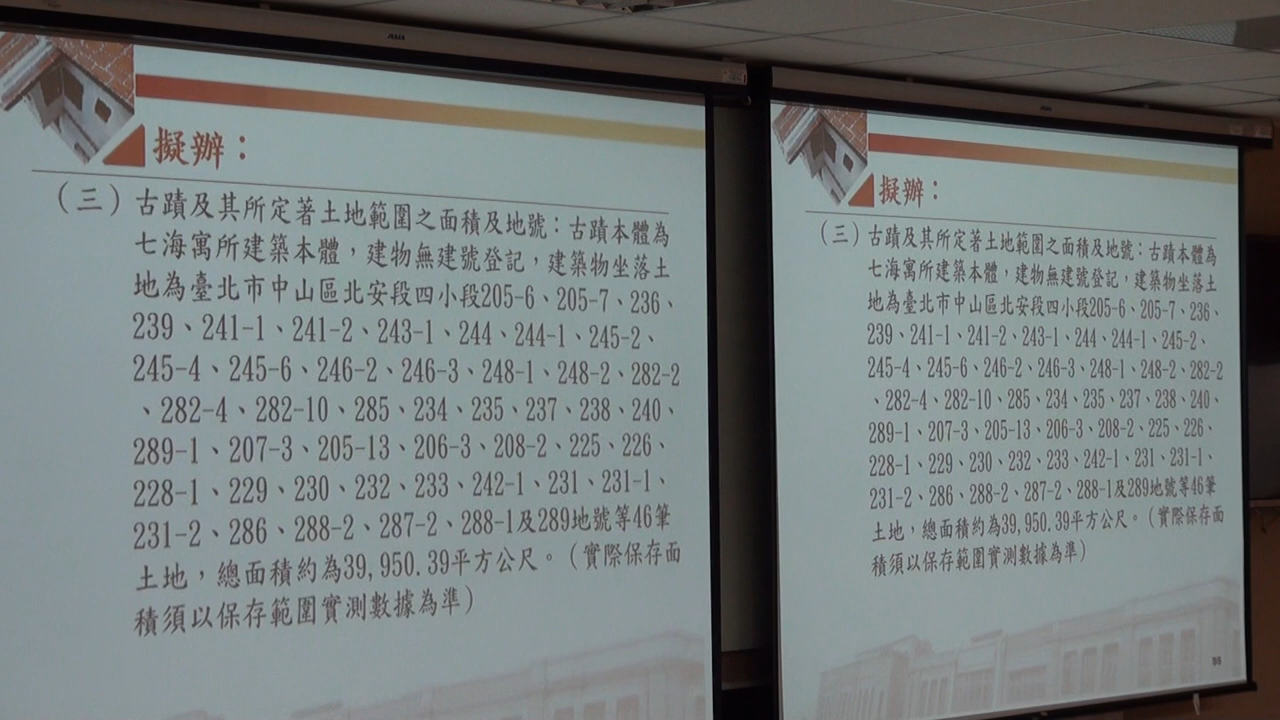 擬辦：
（三）古蹟及其所定著土地範圍之面積及地號：古蹟本體為
七海寓所建築本體，建物無建號登記，建築物坐落土
地為臺北市中山區北安段四小段205-6、205-7、236、
239、241-1、241-2、243-1、244、244-1、245-2、
245-4、245-6、246-2、246-3、248-1、248-2、282-2
、282-4、282-10、285、234、235、237、238、240、
289-1、207-3、205-13、206-3、208-2、225、226、
228-1、229、230、232、233、242-1、231、231-1、
231-2、286、288-2、287-2、288-1及289地號等46筆
土地，總面積約為39,950.39平方公尺。（實際保存面
積須以保存範圍實測數據為準）
擬辦：
（三）古蹟及其所定著土地範圍之面積及地號：古蹟本體為
七海寓所建築本體，建物無建號登記，建築物坐落土
地為臺北市中山區北安段四小段205-6、205-7、236、
239、241-1、241-2、243-1、244、244-1、245-2、
245-4、245-6、246-2、246-3、248-1、248-2、282-2
、282-4、282-10、285、234、235、237、238、240、
289-1、207-3、205-13、206-3、208-2、225、226、
228-1、229、230、232、233、242-1、231、231-1、
231-2、286、288-2、287-2、288-1及289地號等46筆
土地，總面積約為39,950.39平方公尺。（實際保存面
積須以保存範圍實測數據為準）